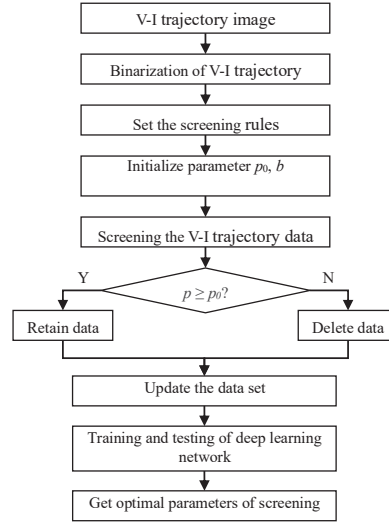 V-I trajectory image
Binarization of V-I trajectory
Set the screening rules
Initialize parameter p0, b
Screening the V-I trajectory data
Y
N
p ≥ p0?
Retain data
Delete data
Update the data set
Training and testing of deep learning
network
Get optimal parameters of screening